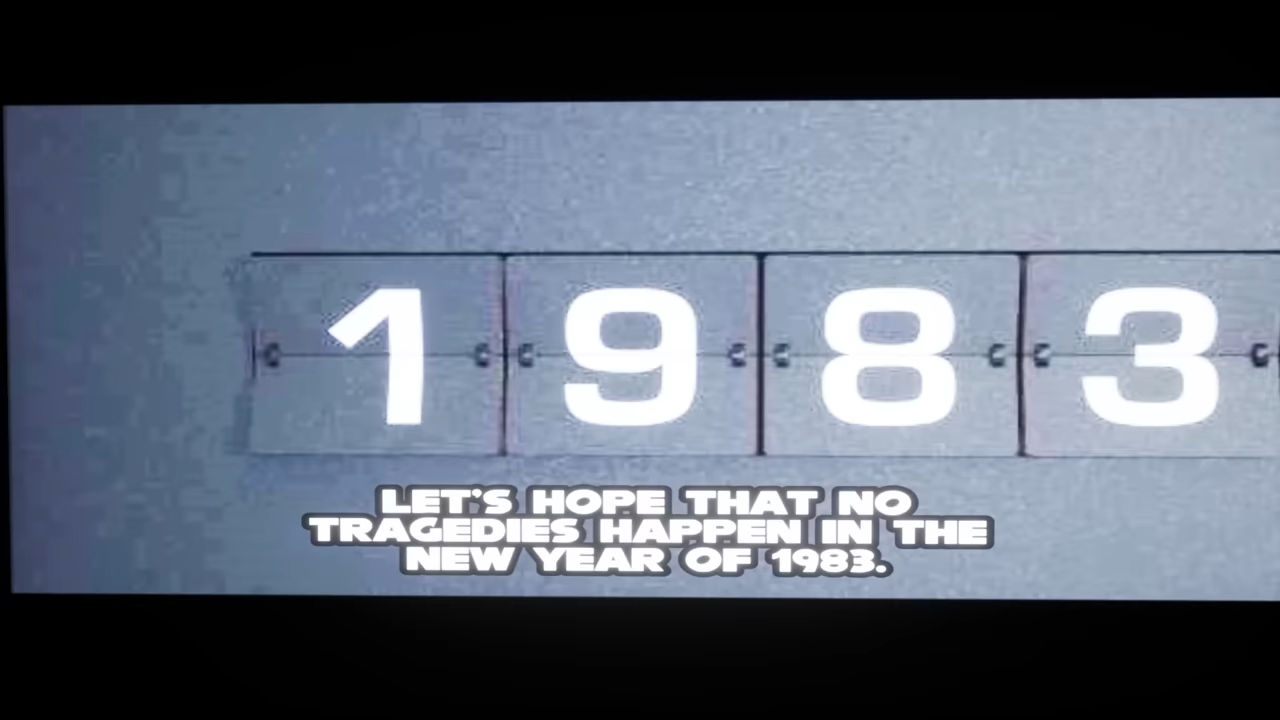 1983
LET'S HOPE THAT NO
TRAGEDIES HAPPEN IN THE
NEW YEAR OF 1983.